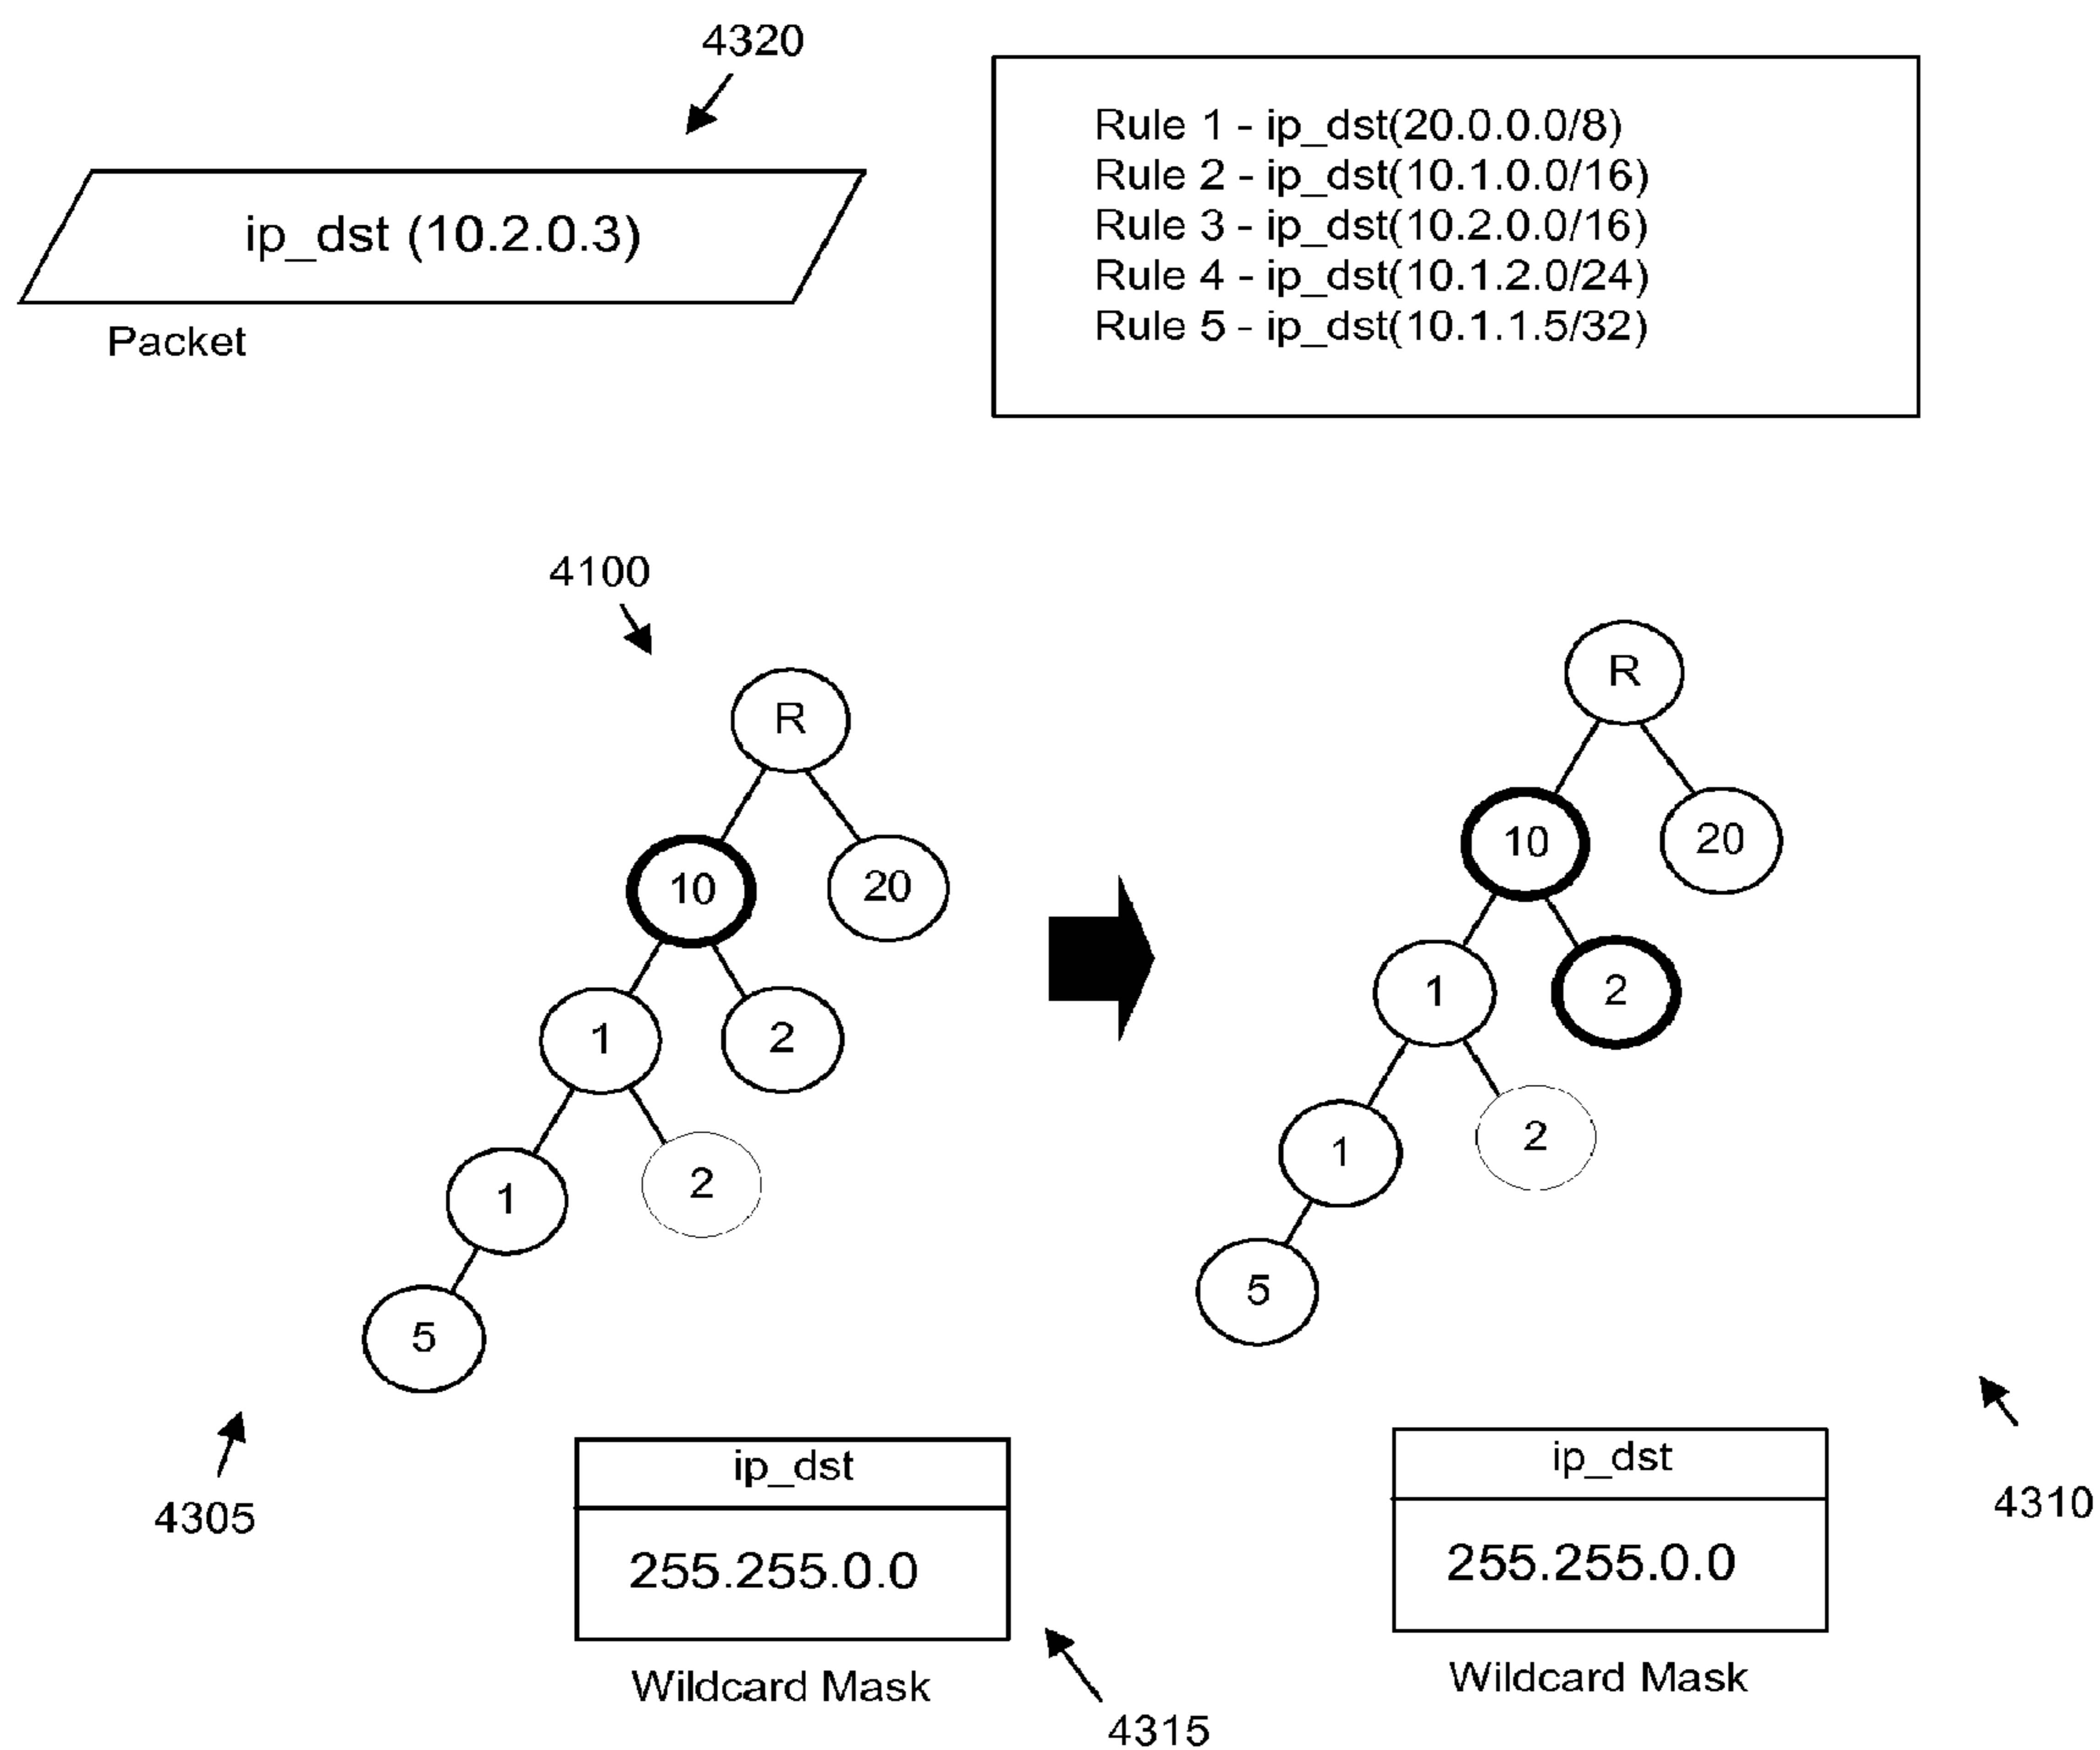 4320
ip_dst (10.2.0.3)
Packet
Rule 1 - ip_dst(20.0.0.0/8)
Rule 2 - ip_dst(10.1.0.0/16)
Rule 3 - ip_dst(10.2.0.0/16)
Rule 4 - ip_dst(10.1.2.0/24)
Rule 5 - ip_dst(10.1.1.5/32)
4100
R
10
20
1
2
1
2
5
4305
ip_dst
255.255.0.0
Wildcard Mask
4315
R
10
20
1
2
1
2
5
4310
ip_dst
255.255.0.0
Wildcard Mask